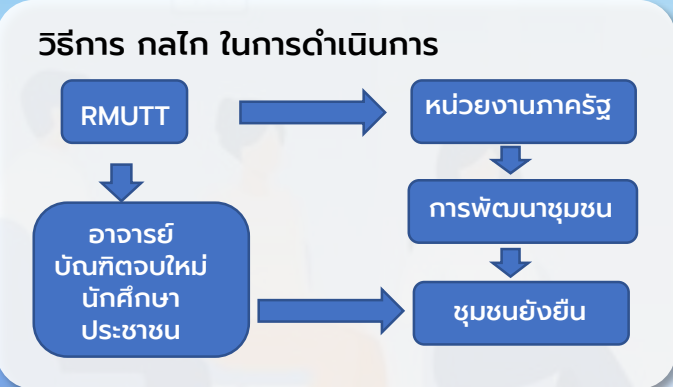 วิธีการ กลไก ในการดำเนินการ
RMUTT
หน่วยงานภาครัฐ
การพัฒนาชุมชน
อาจารย์
บัณฑิตจบใหม่
นักศึกษา
ประชาชน
ชุมชนยั่งยืน